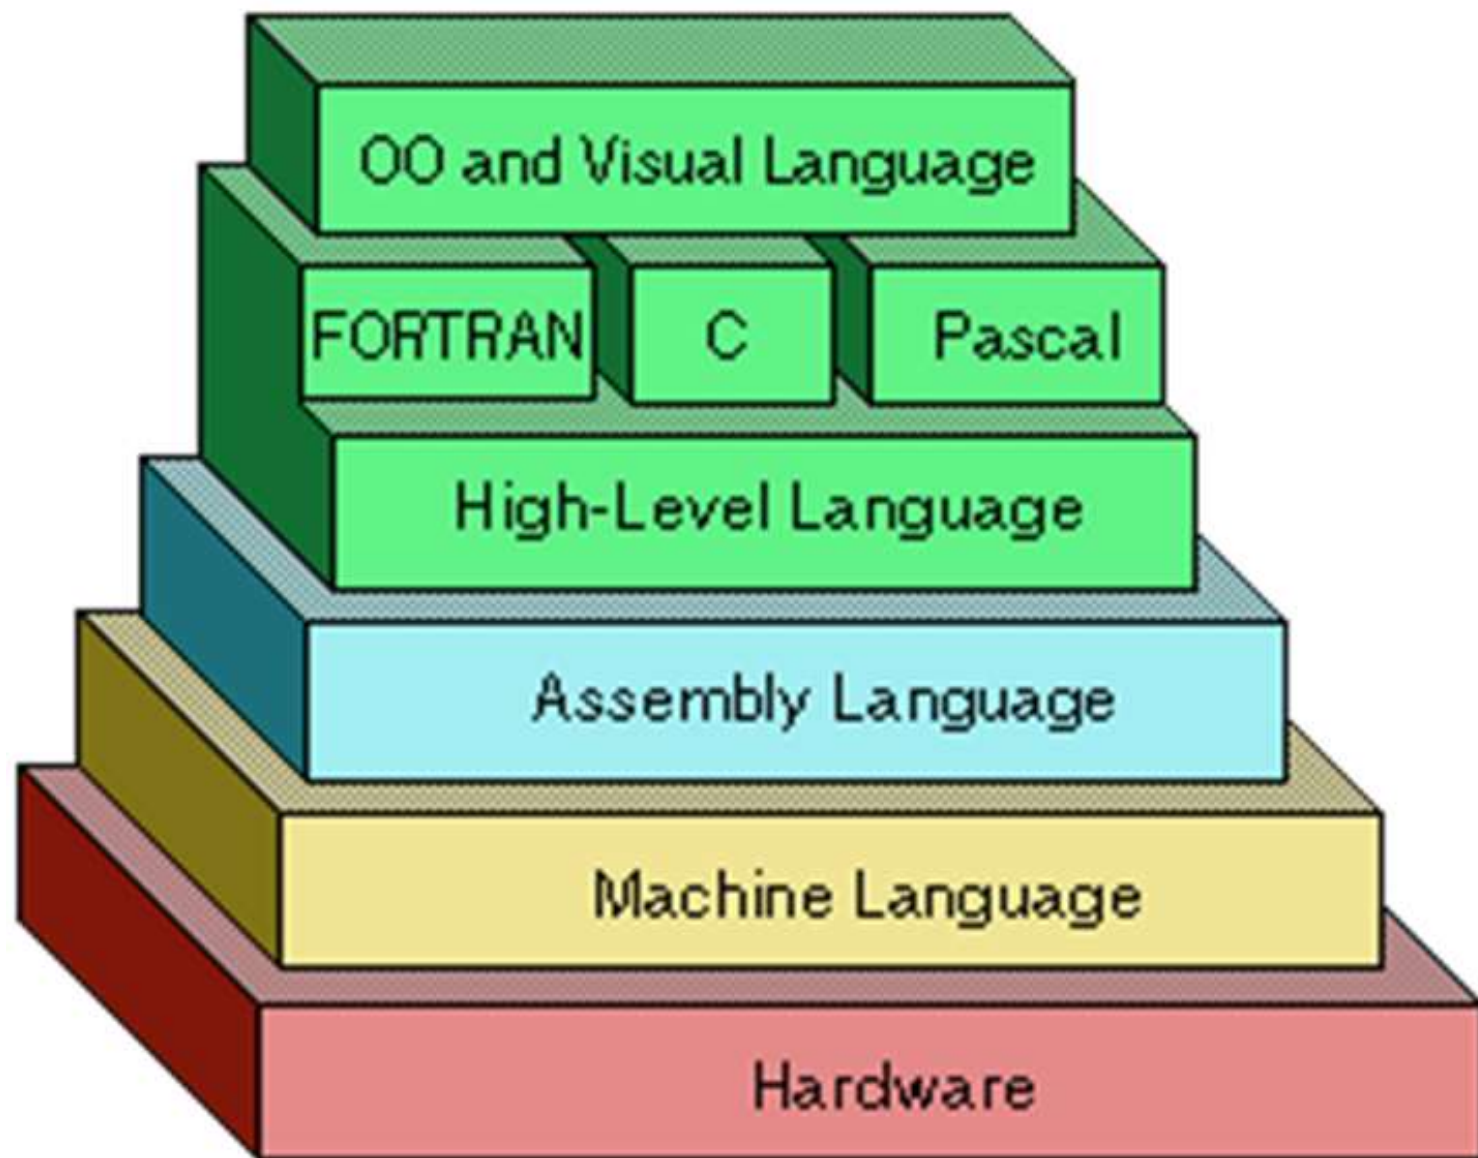 OO and Visual Language
FORTRAN C Pascal
High-Level Language
Assembly Language
Machine Language
Hardware